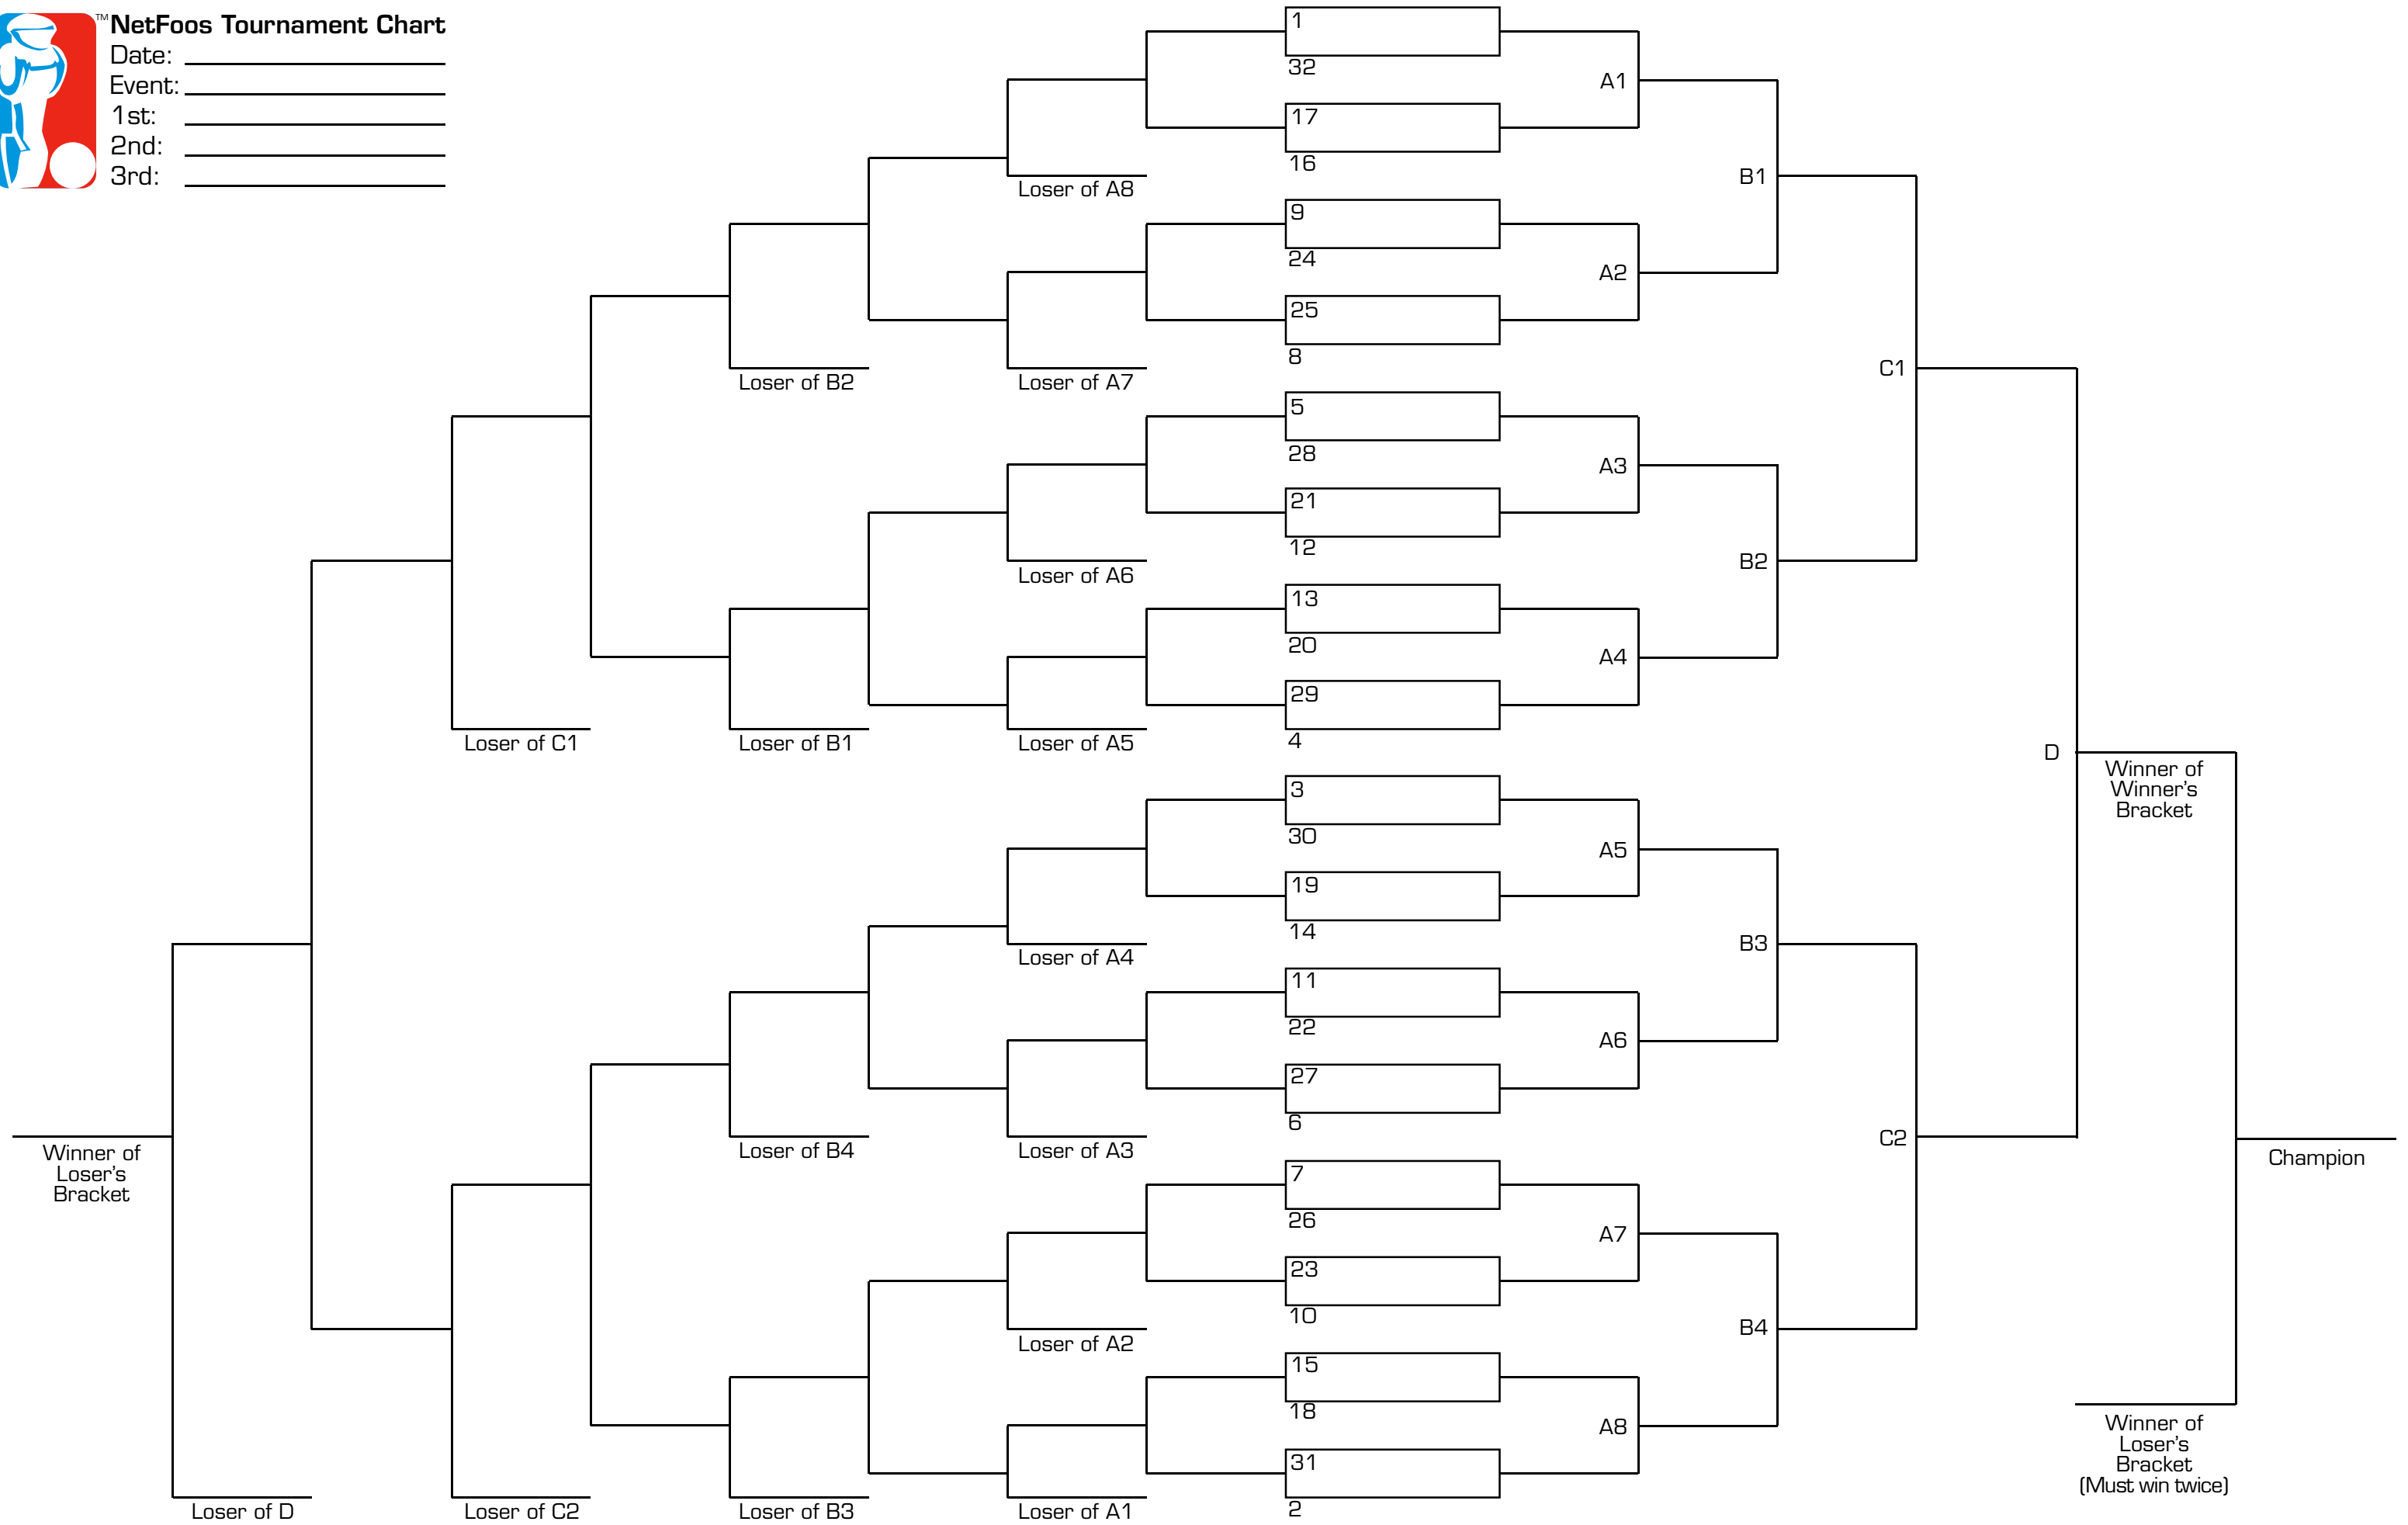 ™
NetFoos Tournament Chart
Date:
Event:
1st:
2nd:
3rd:
1
32
A1
17
16
Loser of A8
B1
9
24
A2
25
8
Loser of B2
Loser of A7
C1
5
28
A3
21
12
Loser of A6
B2
13
20
A4
29
4
Loser of C1
Loser of B1
Loser of A5
D
Winner of
Winner's
Bracket
3
30
A5
19
14
Loser of A4
B3
11
22
A6
27
6
Winner of
Loser's
Bracket
Loser of B4
Loser of A3
C2
Champion
7
26
A7
23
10
Loser of A2
B4
15
18
A8
31
2
Winner of
Loser's
Bracket
(Must win twice)
Loser of D
Loser of C2
Loser of B3
Loser of A1